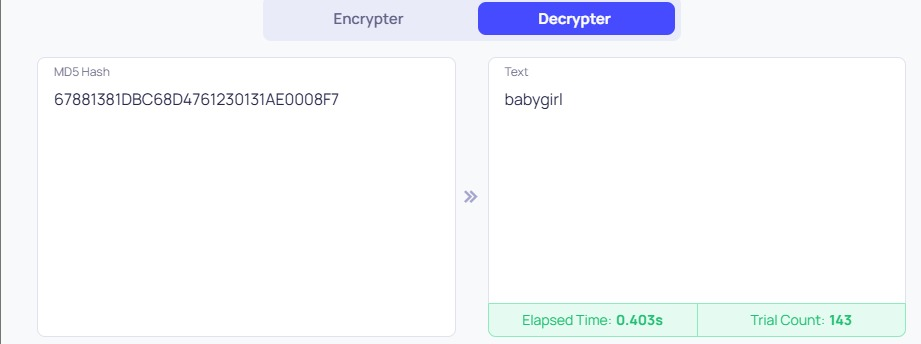 Encrypter
Decrypter
MD5 Hash
67881381DBC68D4761230131AE0008F7
Text
babygirl
Elapsed Time: 0.403s
Trial Count: 143